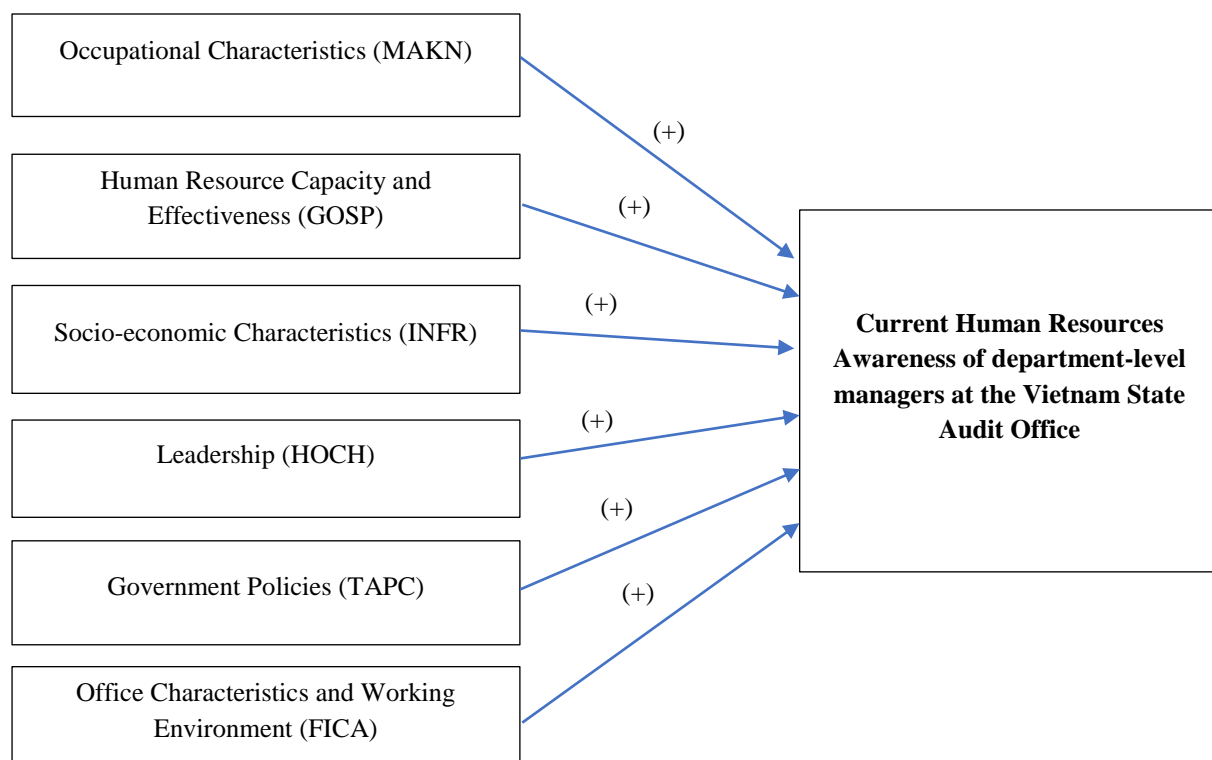 Occupational Characteristics (MAKN)
(+)
Human Resource Capacity and
Effectiveness (GOSP)
(+)
Socio-economic Characteristics (INFR)
(+)
Leadership (HOCH)
(+)
Government Policies (TAPC)
(+)
Office Characteristics and Working
Environment (FICA)
(+)
Current Human Resources
Awareness of department-level
managers at the Vietnam State
Audit Office